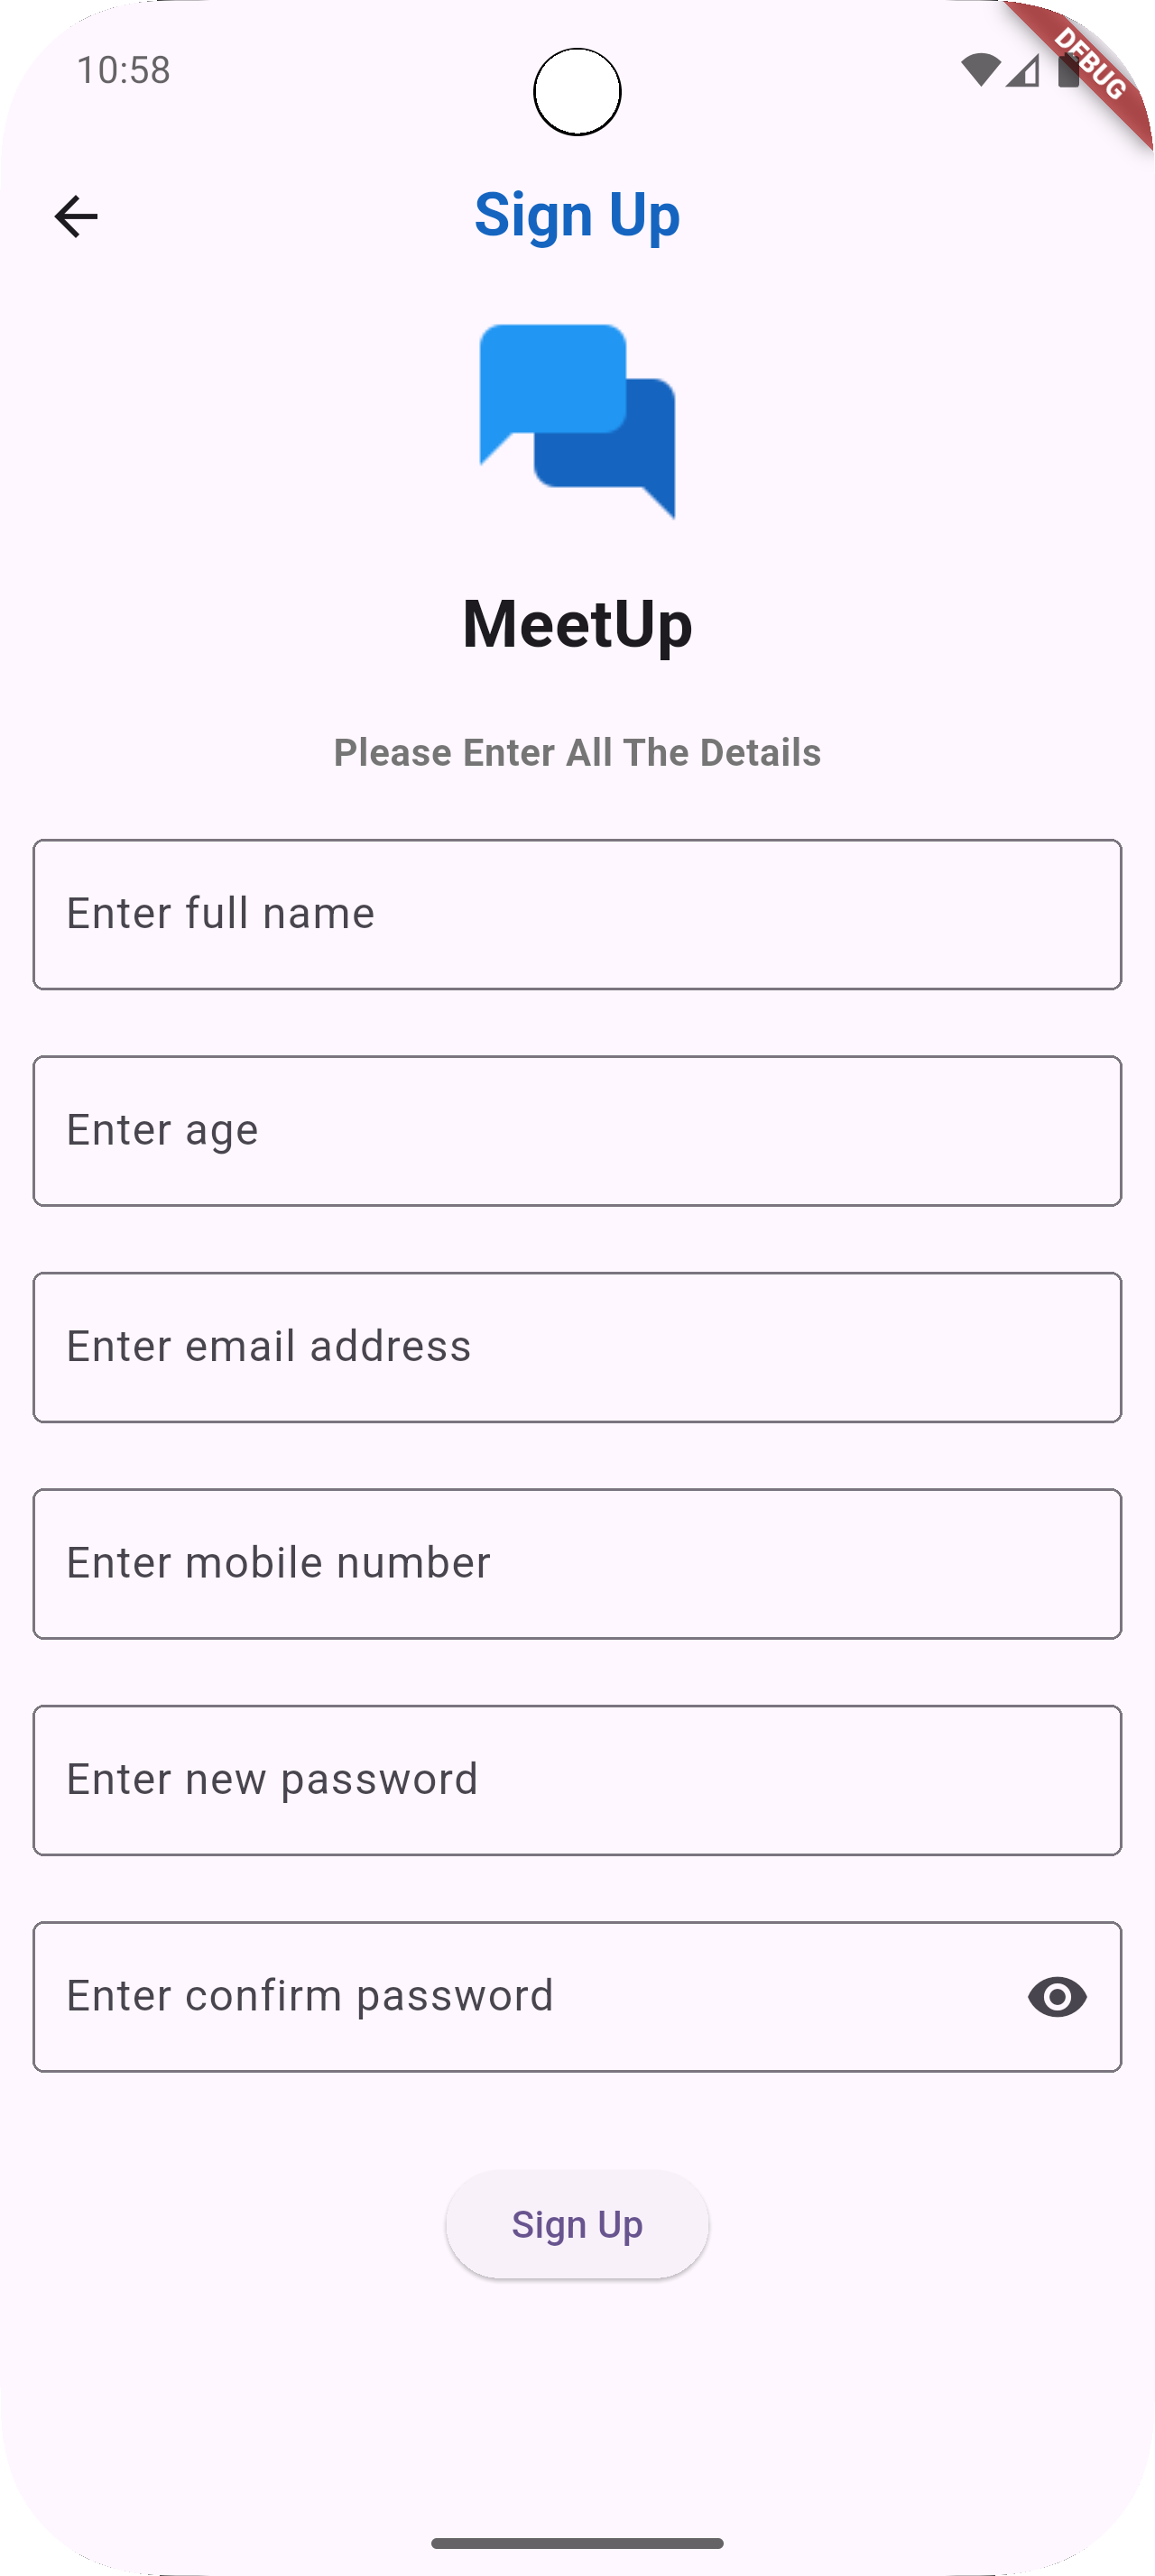 10:58
DEBUG
Sign Up
MeetUp
Please Enter All The Details
Enter full name
Enter age
Enter email address
Enter mobile number
Enter new password
Enter confirm password
Sign Up